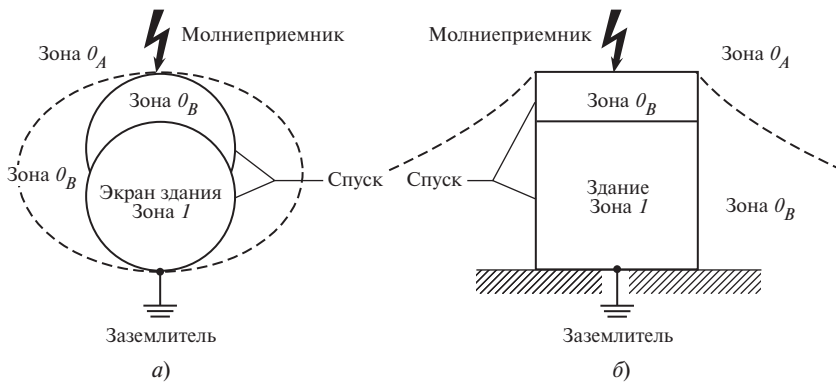 Молниеприемник
Зона 0A
Зона 0B
Зона 0B
Экран здания
Зона 1
Спуск
Заземлитель
а)
Молниеприемник
Зона 0A
Зона 0B
Спуск
Здание
Зона 1
Зона 0B
Заземлитель
б)